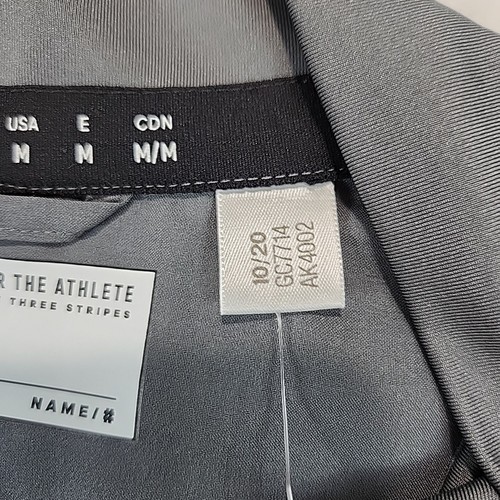 USA E CDN
M M M/M
10/20
GC7714
AK4002
R THE ATHLETE
THREE STRIPES
NAME/#